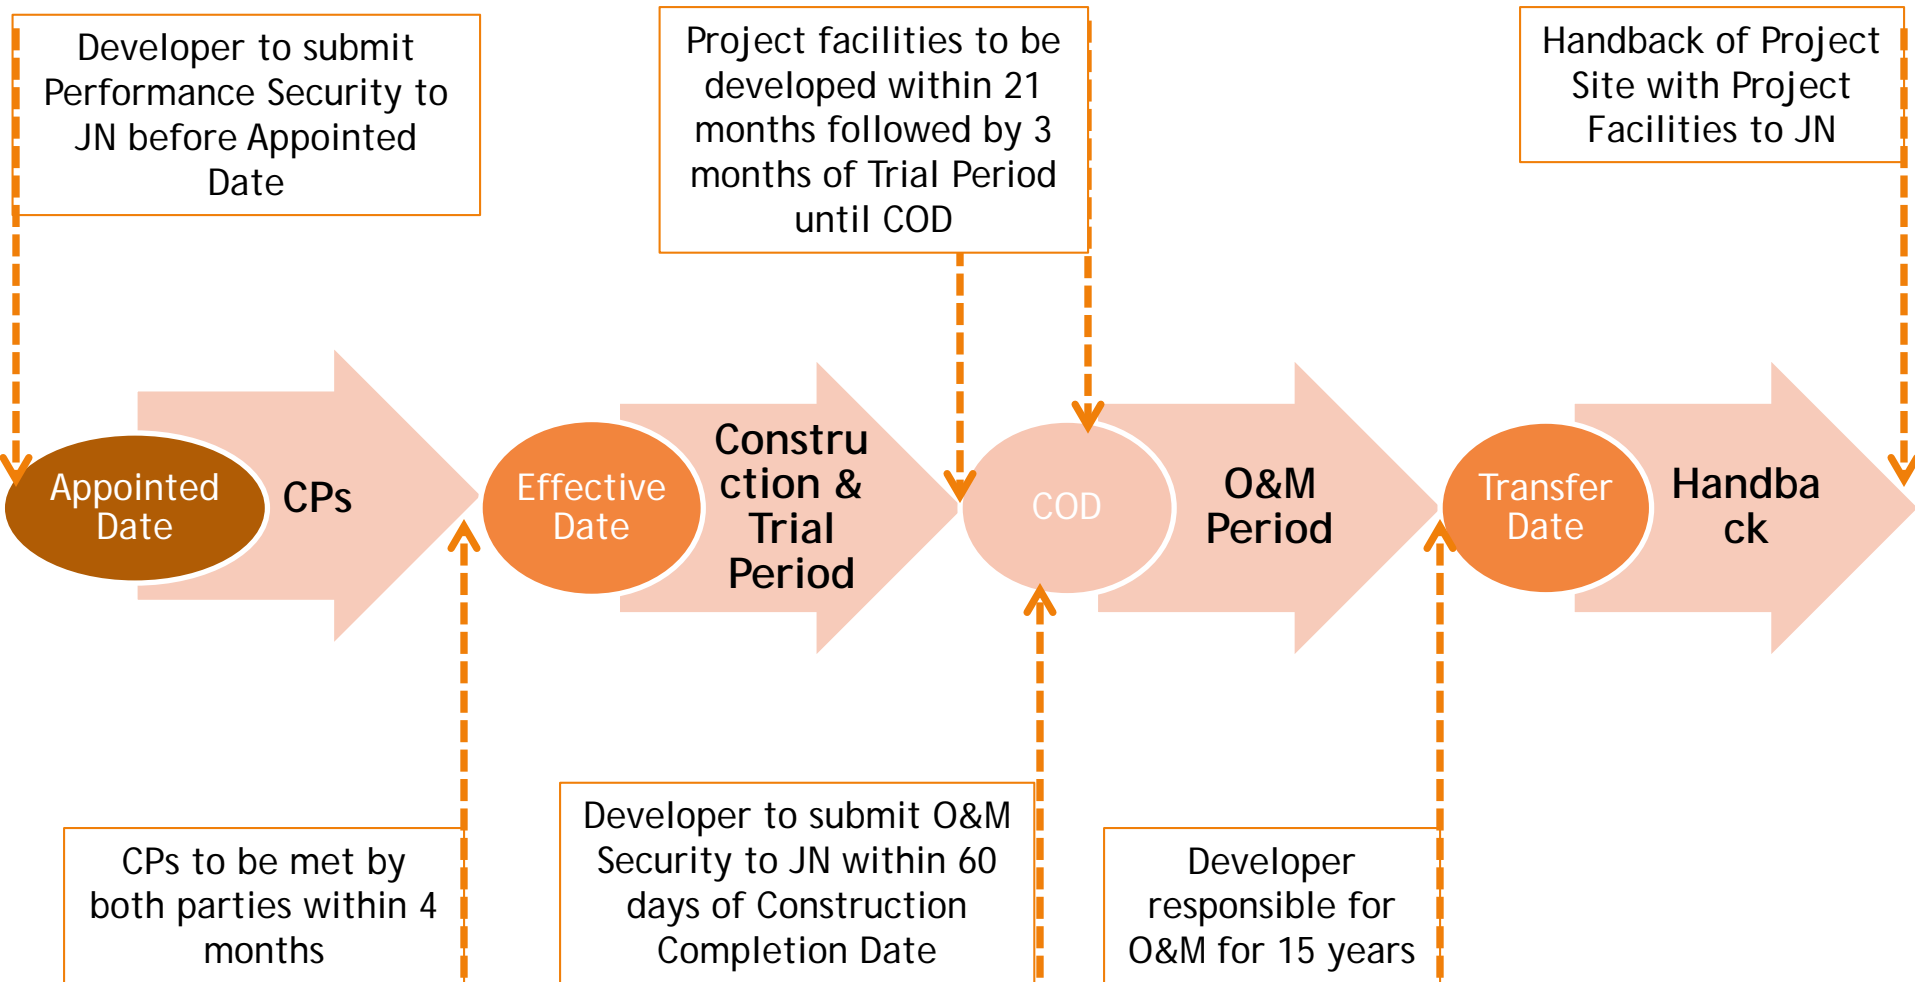 Developer to submit
Performance Security to
JN before Appointed
Date
Project facilities to be
developed within 21
months followed by 3
months of Trial Period
until COD
Handback of Project
Site with Project
Facilities to JN
Appointed
Date
CPs
Effective
Date
Constru
ction &
Trial
Period
COD
O&M
Period
Transfer
Date
Handba
ck
CPs to be met by
both parties within 4
months
Developer to submit O&M
Security to JN within 60
days of Construction
Completion Date
Developer
responsible for
O&M for 15 years